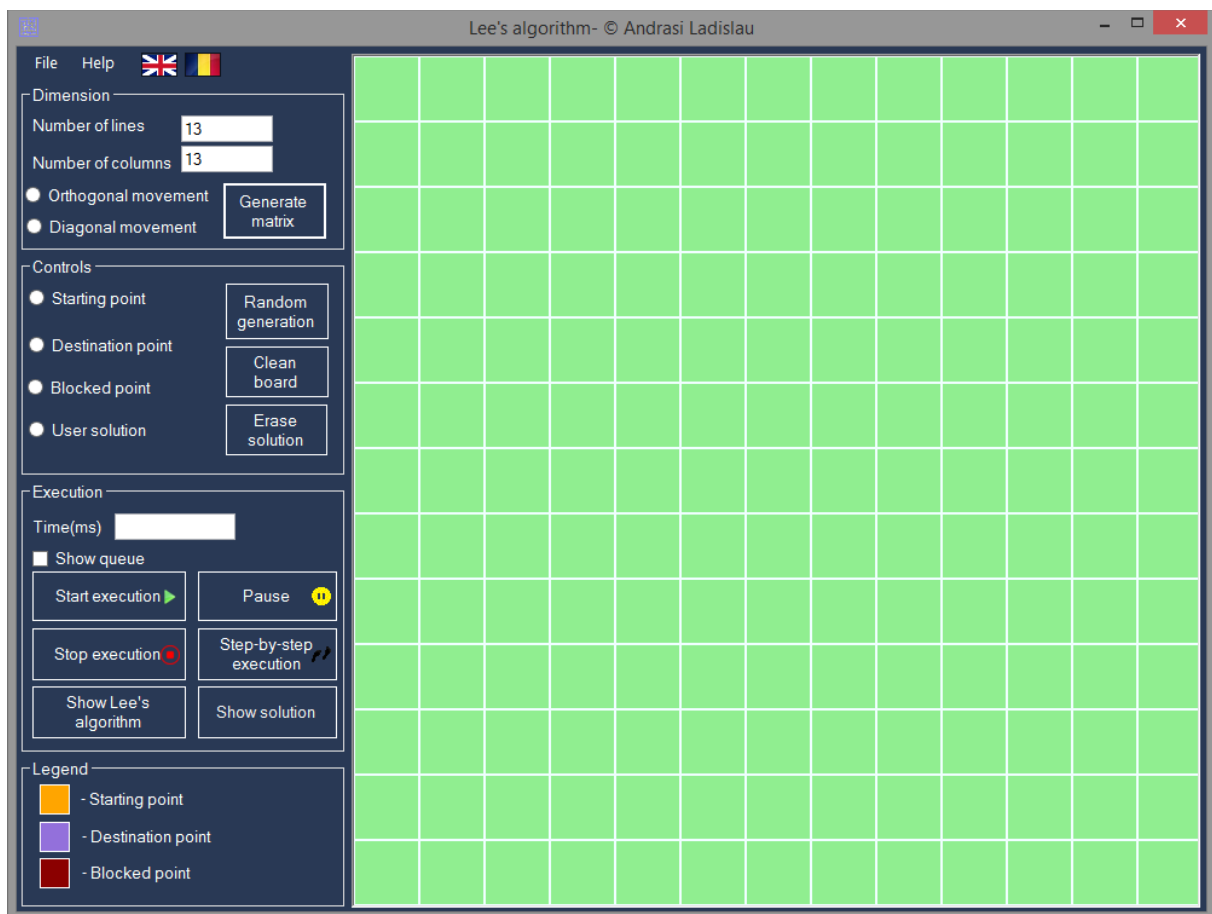 Lee's algorithm- © Andrasi Ladislau
File Help
Dimension
Number of lines 13
Number of columns 13
Orthogonal movement
Diagonal movement
Generate
matrix
Controls
Starting point
Destination point
Blocked point
User solution
Random
generation
Clean
board
Erase
solution
Execution
Time(ms)
Show queue
Start execution
Pause
Stop execution
Step-by-step
execution
Show Lee's
algorithm
Show solution
Legend
- Starting point
- Destination point
- Blocked point